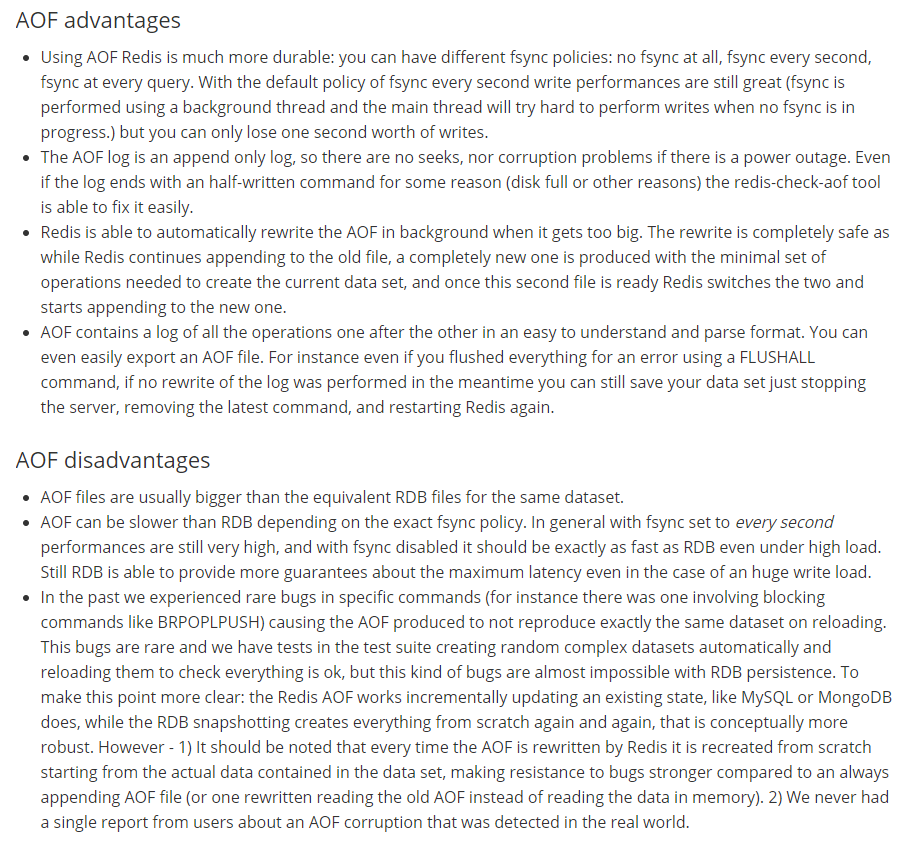 AOF advantages
Using AOF Redis is much more durable: you can have different fsync policies: no fsync at all, fsync every second,
fsync at every query. With the default policy of fsync every second write performances are still great (fsync is
performed using a background thread and the main thread will try hard to perform writes when no fsync is in
progress.) but you can only lose one second worth of writes.
The AOF log is an append only log, so there are no seeks, nor corruption problems if there is a power outage. Even
if the log ends with an half-written command for some reason (disk full or other reasons) the redis-check-aof tool
is able to fix it easily.
Redis is able to automatically rewrite the AOF in background when it gets too big. The rewrite is completely safe as
while Redis continues appending to the old file, a completely new one is produced with the minimal set of
operations needed to create the current data set, and once this second file is ready Redis switches the two and
starts appending to the new one.
AOF contains a log of all the operations one after the other in an easy to understand and parse format. You can
even easily export an AOF file. For instance even if you flushed everything for an error using a FLUSHALL
command, if no rewrite of the log was performed in the meantime you can still save your data set just stopping
the server, removing the latest command, and restarting Redis again.
AOF disadvantages
AOF files are usually bigger than the equivalent RDB files for the same dataset.
AOF can be slower than RDB depending on the exact fsync policy. In general with fsync set to every second
performances are still very high, and with fsync disabled it should be exactly as fast as RDB even under high load.
Still RDB is able to provide more guarantees about the maximum latency even in the case of an huge write load.
In the past we experienced rare bugs in specific commands (for instance there was one involving blocking
commands like BRPOPLPUSH) causing the AOF produced to not reproduce exactly the same dataset on reloading.
This bugs are rare and we have tests in the test suite creating random complex datasets automatically and
reloading them to check everything is ok, but this kind of bugs are almost impossible with RDB persistence. To
make this point more clear: the Redis AOF works incrementally updating an existing state, like MySQL or MongoDB
does, while the RDB snapshotting creates everything from scratch again and again, that is conceptually more
robust. However - 1) It should be noted that every time the AOF is rewritten by Redis it is recreated from scratch
starting from the actual data contained in the data set, making resistance to bugs stronger compared to an always
appending AOF file (or one rewritten reading the old AOF instead of reading the data in memory). 2) We never had
a single report from users about an AOF corruption that was detected in the real world.